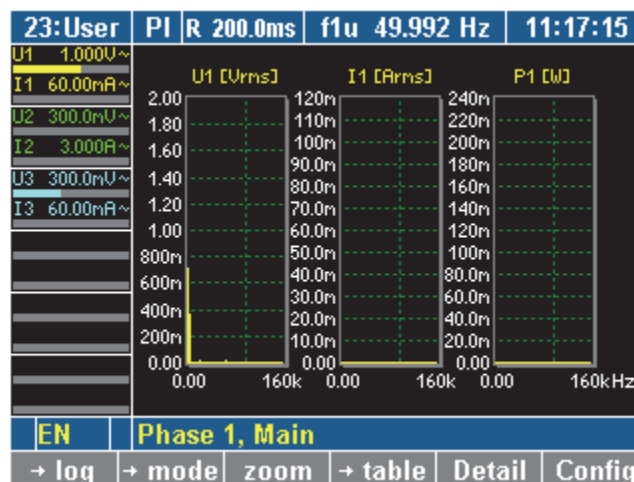 23:User PI R 200.0ms f1u 49.992 Hz 11:17:15
U1 1.000V~
I1 60.00mA~
U2 300.0mV~
I2 3.000A~
U3 300.0mV~
I3 60.00mA~
U1 [Vrms] I1 [Arms] P1 [W]
2.00 120m 240m
1.80 110m 220m
1.60 100m 200m
1.40 90.0m 180m
1.20 80.0m 160m
1.00 70.0m 140m
800m 60.0m 120m
600m 50.0m 100m
400m 40.0m 80.0m
200m 30.0m 60.0m
0.00 20.0m 40.0m
10.0m 20.0m
0.00 0.00
0.00 160k 0.00 160k 0.00 160kHz
EN Phase 1, Main
→ log → mode zoom → table Detail Config